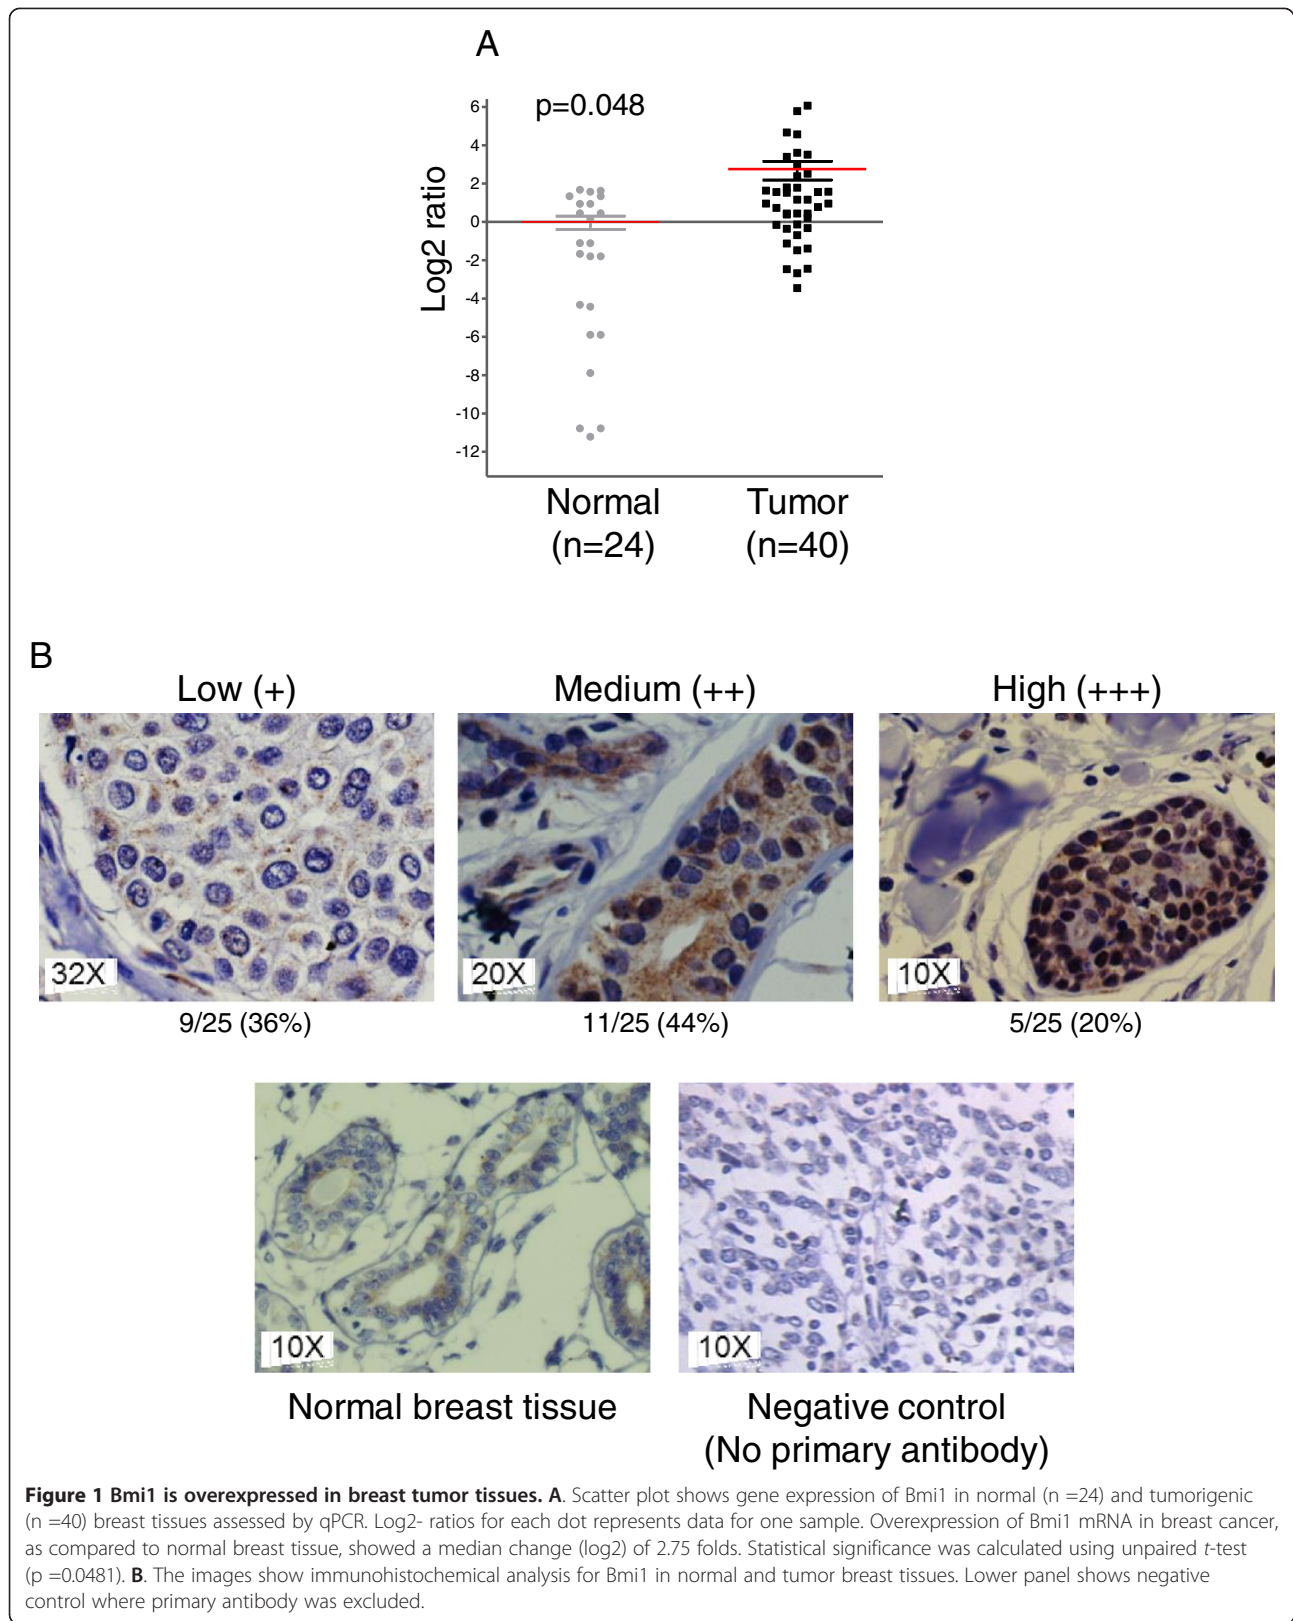 A
p=0.048
6
4
2
0
-2
-4
-6
-8
-10
-12
Log2 ratio
Normal
(n=24)
Tumor
(n=40)
B
Low (+)
Medium (++)
High (+++)
32X
20X
10X
9/25 (36%)
11/25 (44%)
5/25 (20%)
10X
10X
Normal breast tissue
Negative control
(No primary antibody)
Figure 1 Bmi1 is overexpressed in breast tumor tissues. A. Scatter plot shows gene expression of Bmi1 in normal (n =24) and tumorigenic
(n =40) breast tissues assessed by qPCR. Log2- ratios for each dot represents data for one sample. Overexpression of Bmi1 mRNA in breast cancer,
as compared to normal breast tissue, showed a median change (log2) of 2.75 folds. Statistical significance was calculated using unpaired t-test
(p =0.0481). B. The images show immunohistochemical analysis for Bmi1 in normal and tumor breast tissues. Lower panel shows negative
control where primary antibody was excluded.